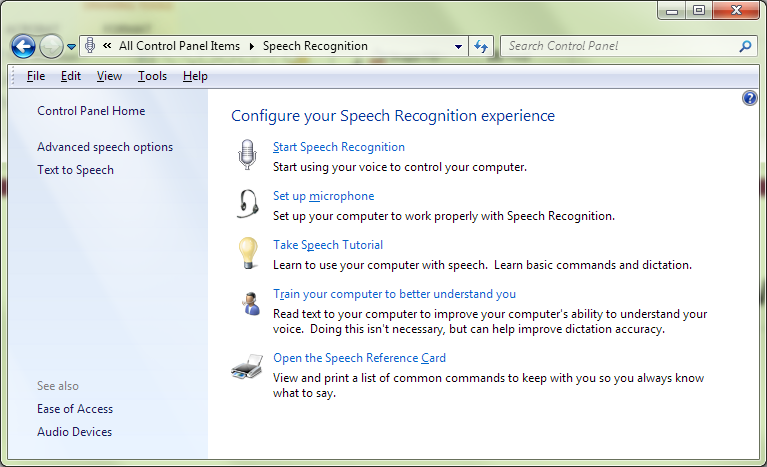 « All Control Panel Items Speech Recognition
Search Control Panel
File Edit View Tools Help
Control Panel Home
Advanced speech options
Text to Speech
Configure your Speech Recognition experience
Start Speech Recognition
Start using your voice to control your computer.
Set up microphone
Set up your computer to work properly with Speech Recognition.
Take Speech Tutorial
Learn to use your computer with speech.  Learn basic commands and dictation.
Train your computer to better understand you
Read text to your computer to improve your computer's ability to understand your
voice.  Doing this isn't necessary, but can help improve dictation accuracy.
Open the Speech Reference Card
View and print a list of common commands to keep with you so you always know
what to say.
See also
Ease of Access
Audio Devices